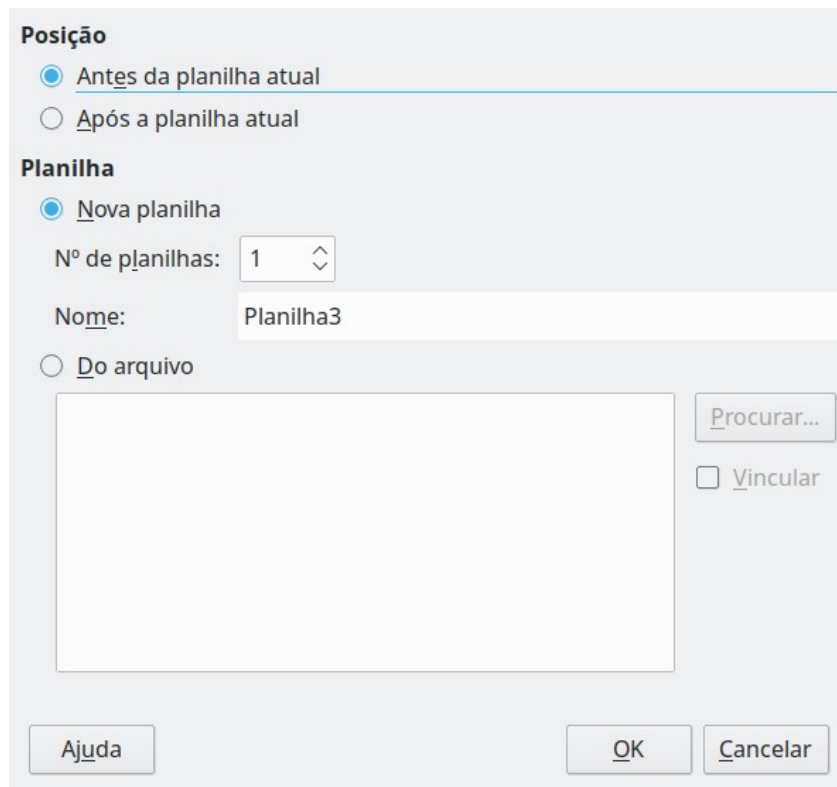 Posição
Antes da planilha atual
Após a planilha atual
Planilha
Nova planilha
Nº de planilhas: 1
Nome: Planilha3
Do arquivo
Procurar...
Vincular
Ajuda OK Cancelar